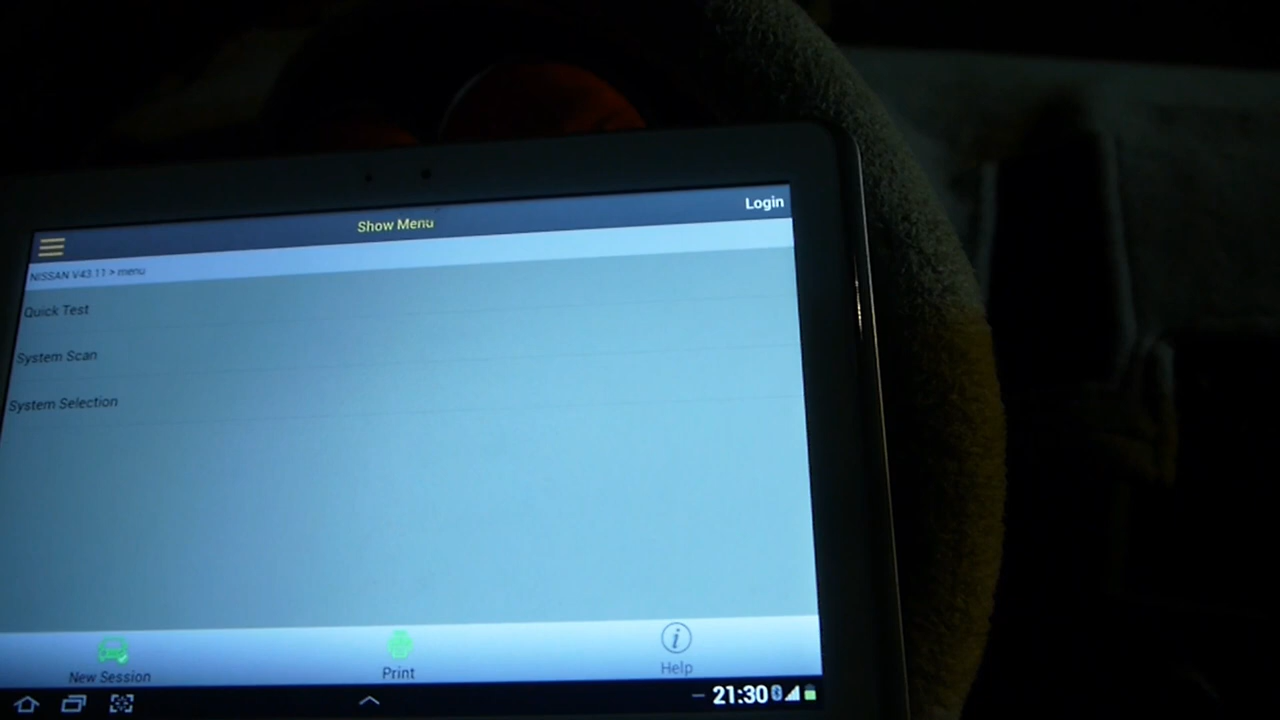 Login
Show Menu
NISSAN V43.11 > menu
Quick Test
System Scan
System Selection
New Session
Print
Help
21:30